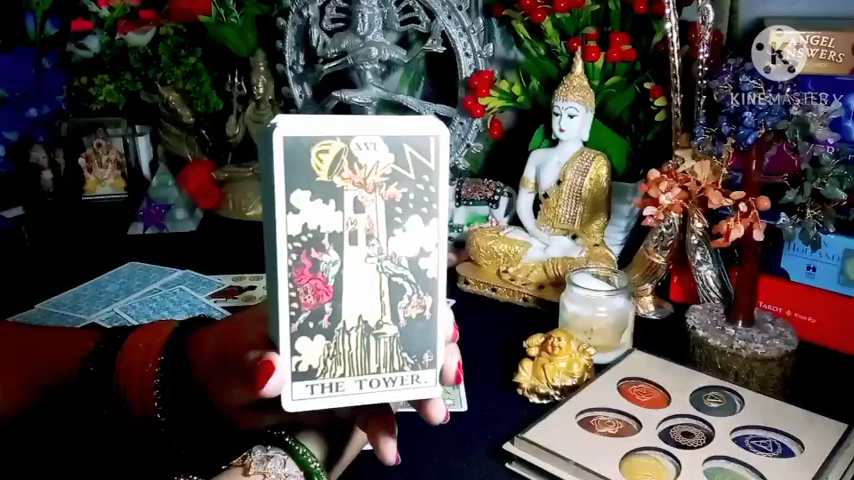 ANGEL
K
ANSWERS
KINEMASTER
XVI.
THE TOWER.
TAROT